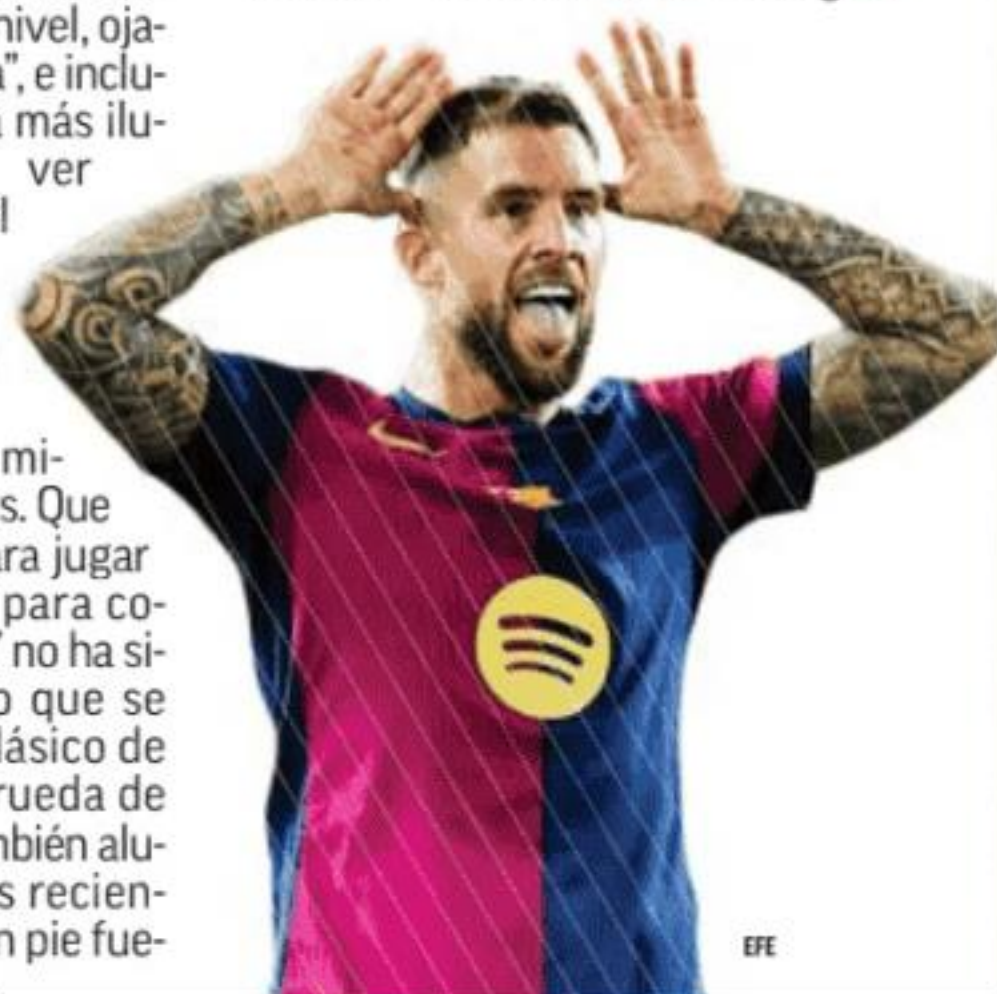 nivel, oja-
”, e inclu-
más ilu-
ver
l
mi-
s. Que
ara jugar
para co-
no ha si-
o que se
lásico de
rueda de
mbién alu-
s recien-
n pie fue-
EFE